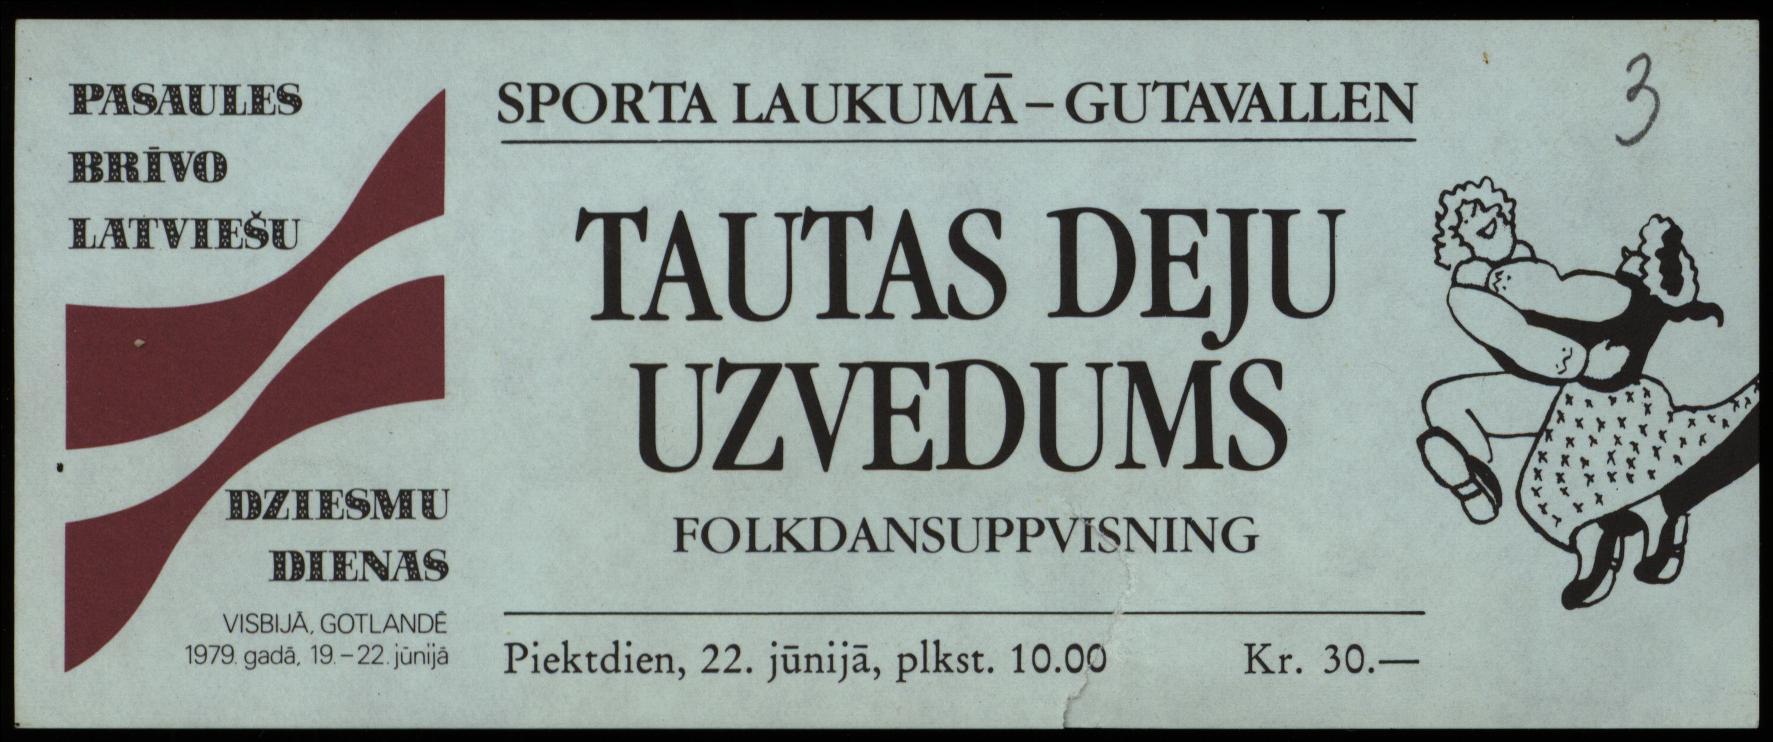 PASAULES
BRĪVO
LATVIEŠU
DZIESMU
DIENAS
VISBIJĀ, GOTLANDĒ
1979. gadā, 19.–22. jūnijā
SPORTA LAUKUMĀ – GUTAVALLEN
TAUTAS DEJU
UZVEDUMS
FOLKDANSUPPVISNING
Piektdien, 22. jūnijā, plkst. 10.00 Kr. 30.—
3